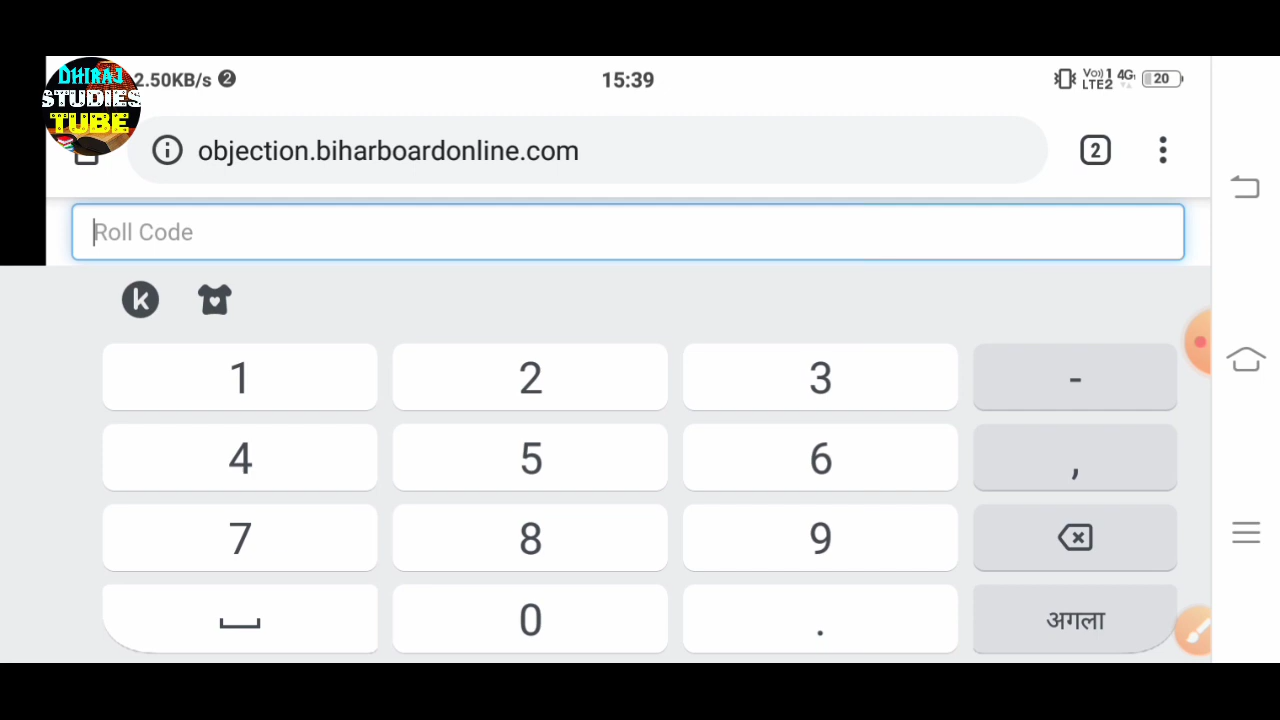 DHIRAJ
STUDIES
TUBE
2.50KB/s 2
15:39
Vo)) 1 4G
LTE2
20
objection.biharboardonline.com
2
Roll Code
k
1 2 3 -
4 5 6 ,
7 8 9
0 . अगला